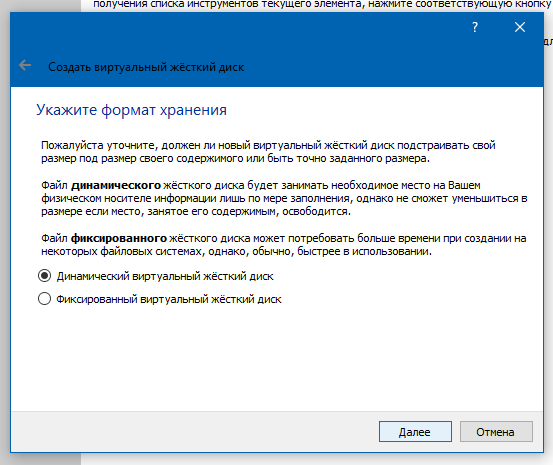 получения списка инструментов текущего элемента, нажмите соответствующую кнопку
?
Создать виртуальный жёсткий диск
Укажите формат хранения
Пожалуйста уточните, должен ли новый виртуальный жёсткий диск подстраивать свой
размер под размер своего содержимого или быть точно заданного размера.
Файл динамического жёсткого диска будет занимать необходимое место на Вашем
физическом носителе информации лишь по мере заполнения, однако не сможет уменьшиться в
размере если место, занятое его содержимым, освободится.
Файл фиксированного жёсткого диска может потребовать больше времени при создании на
некоторых файловых системах, однако, обычно, быстрее в использовании.
Динамический виртуальный жёсткий диск
Фиксированный виртуальный жёсткий диск
Далее
Отмена